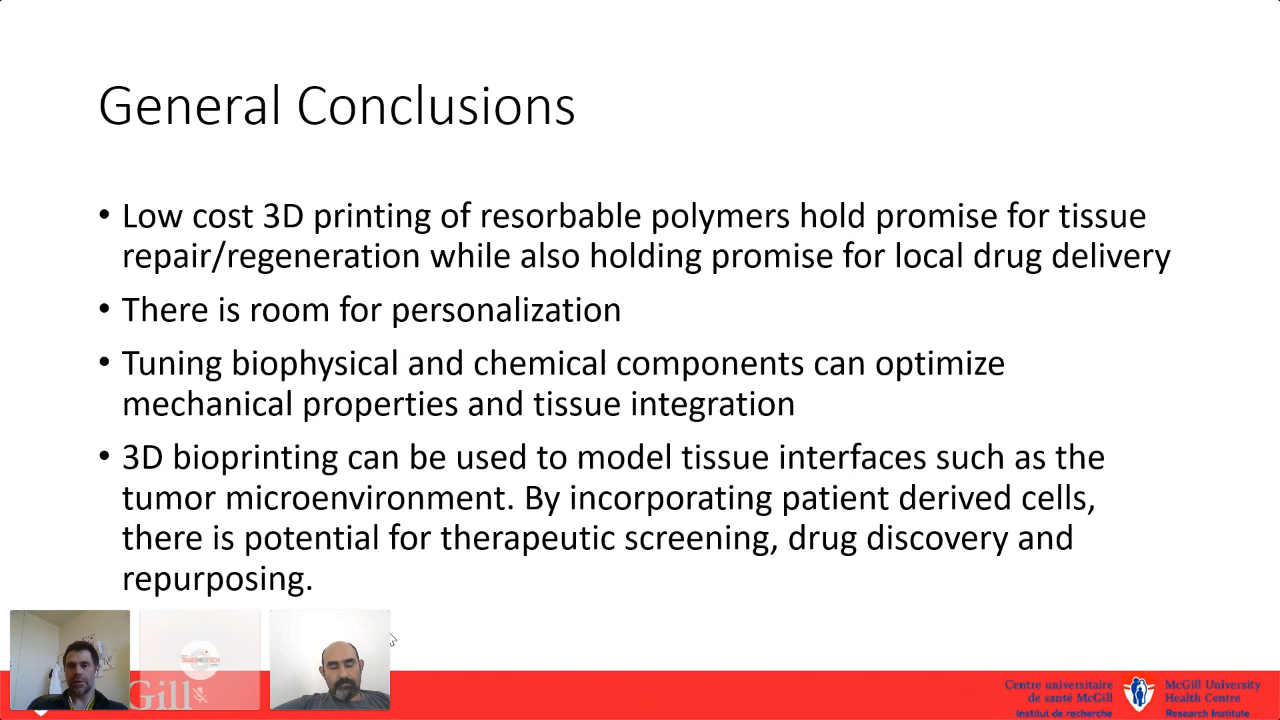 General Conclusions
• Low cost 3D printing of resorbable polymers hold promise for tissue
repair/regeneration while also holding promise for local drug delivery
• There is room for personalization
• Tuning biophysical and chemical components can optimize
mechanical properties and tissue integration
• 3D bioprinting can be used to model tissue interfaces such as the
tumor microenvironment. By incorporating patient derived cells,
there is potential for therapeutic screening, drug discovery and
repurposing.
TRANSMEDTECH
Gill
Centre universitaire
de santé McGill
Institut de recherche
McGill University
Health Centre
Research Institute